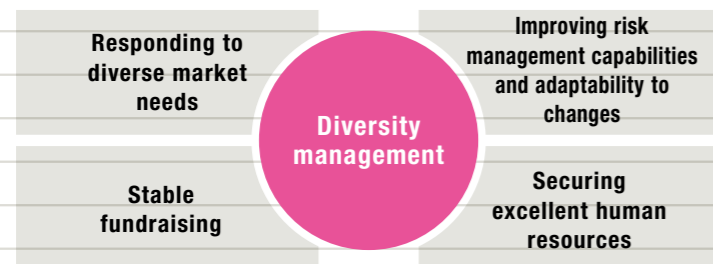 Responding to
diverse market
needs
Improving risk
management capabilities
and adaptability to
changes
Diversity
management
Stable
fundraising
Securing
excellent human
resources